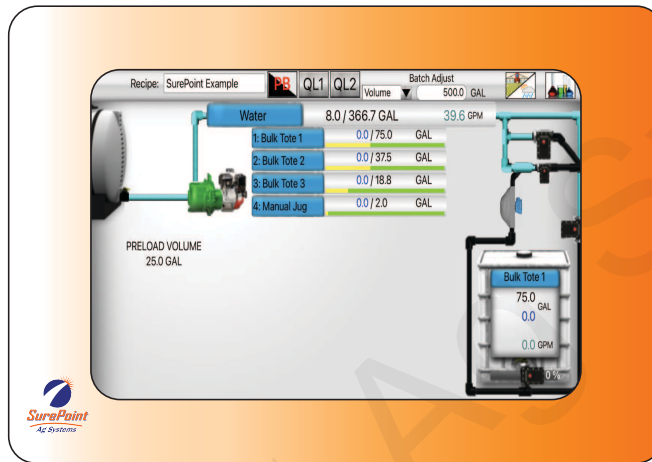 Recipe: SurePoint Example PB QL1 QL2 Batch Adjust
Volume 500.0 GAL
Water 8.0 / 366.7 GAL 39.6 GPM
1: Bulk Tote 1 0.0 / 75.0 GAL
2: Bulk Tote 2 0.0 / 37.5 GAL
3: Bulk Tote 3 0.0 / 18.8 GAL
4: Manual Jug 0.0 / 2.0 GAL
PRELOAD VOLUME
25.0 GAL
Bulk Tote 1
75.0 GAL
0.0
0.0 GPM
0 %
SurePoint
Ag Systems